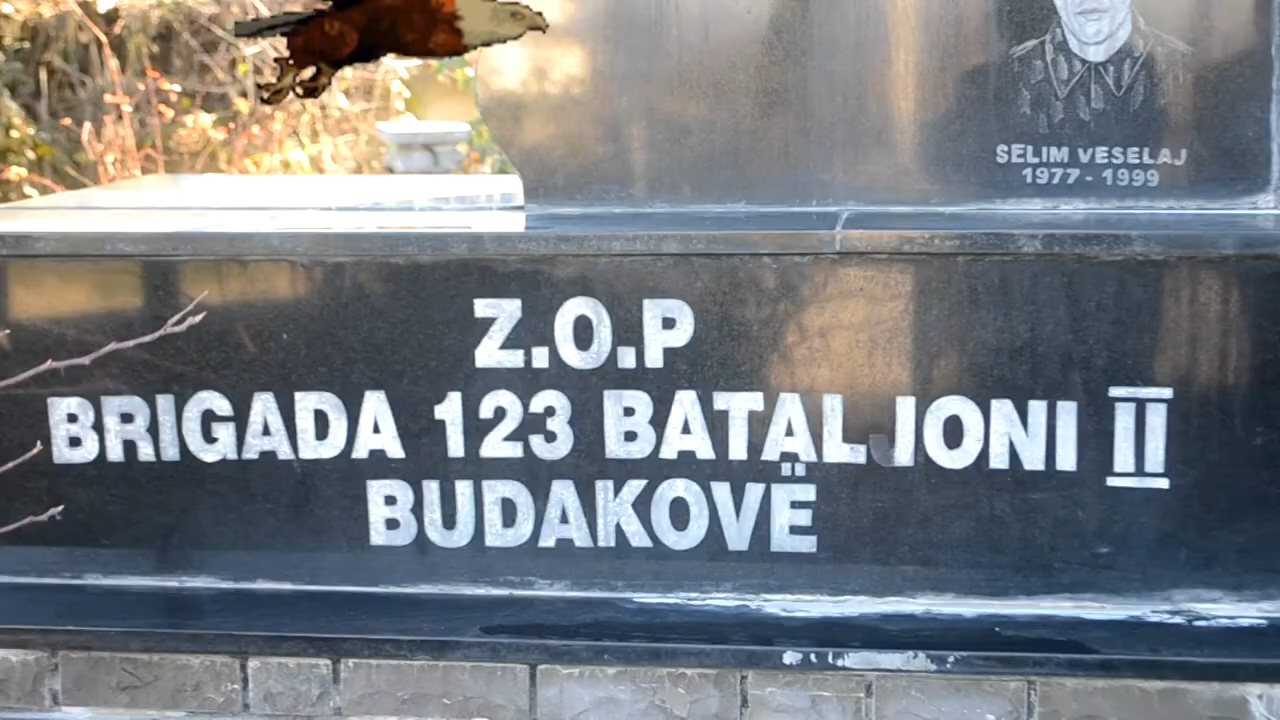 SELIM VESELAJ
1977 - 1999
Z.O.P
BRIGADA 123 BATALJONI II
BUDAKOVË